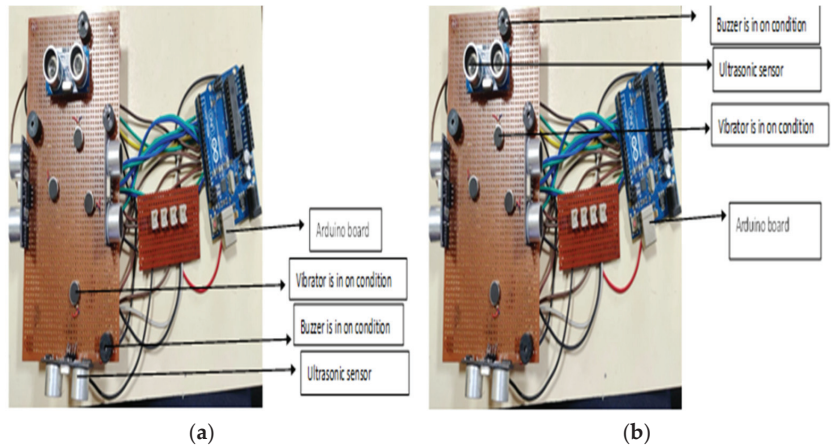 Arduino board
Vibrator is in on condition
Buzzer is in on condition
Ultrasonic sensor
(a)
Buzzer is in on condition
Ultrasonic sensor
Vibrator is in on condition
Arduino board
(b)